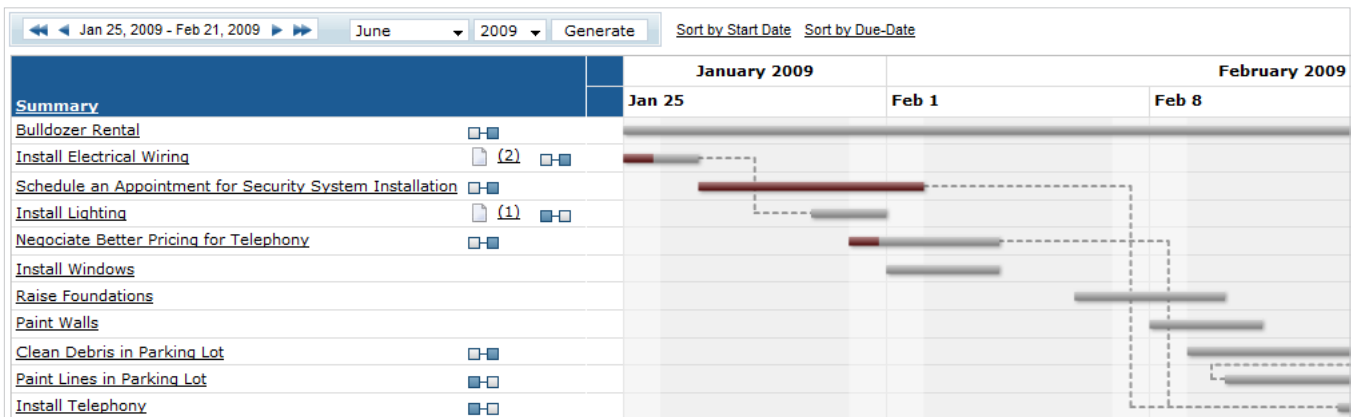 Jan 25, 2009 - Feb 21, 2009 June 2009 Generate Sort by Start Date Sort by Due-Date
January 2009 February 2009
Summary Jan 25 Feb 1 Feb 8
Bulldozer Rental
Install Electrical Wiring (2)
Schedule an Appointment for Security System Installation
Install Lighting (1)
Negociate Better Pricing for Telephony
Install Windows
Raise Foundations
Paint Walls
Clean Debris in Parking Lot
Paint Lines in Parking Lot
Install Telephony